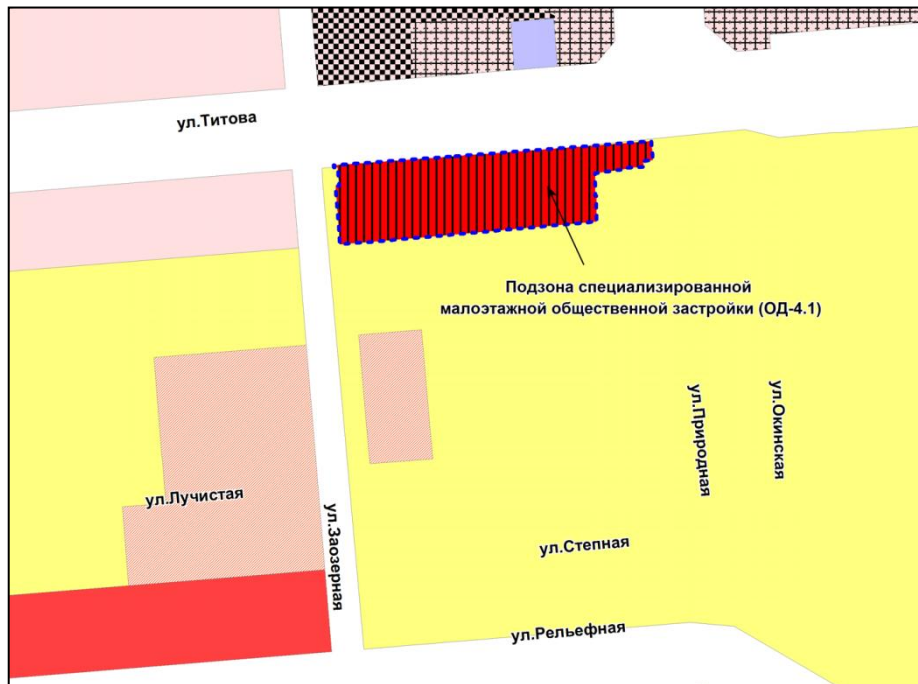 ул.Титова
Подзона специализированной
малоэтажной общественной застройки (ОД-4.1)
ул.Природная
ул.Окинская
ул.Лучистая
ул.Заозерная
ул.Степная
ул.Рельефная